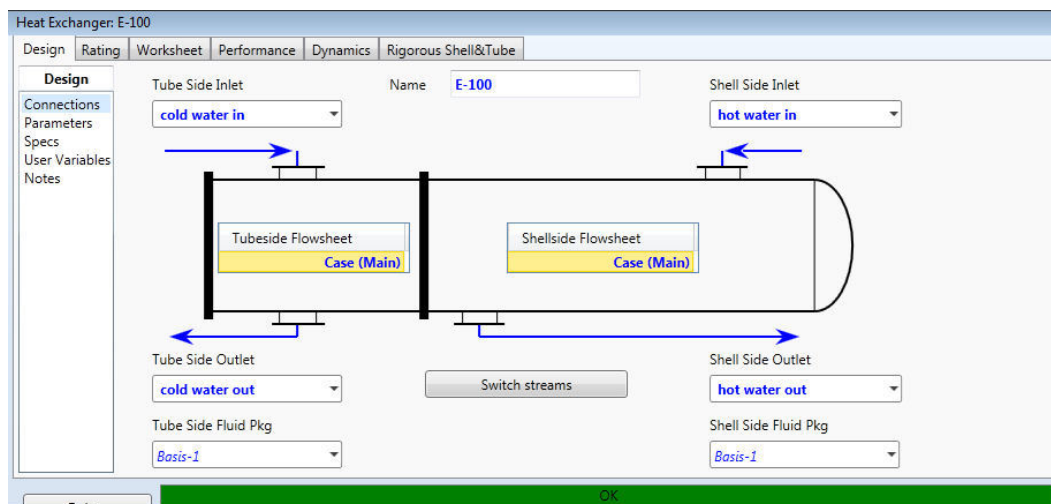 Heat Exchanger: E-100
Design Rating Worksheet Performance Dynamics Rigorous Shell&Tube
Design
Connections
Parameters
Specs
User Variables
Notes
Tube Side Inlet
cold water in
Name E-100
Shell Side Inlet
hot water in
Tubeside Flowsheet
Case (Main)
Shellside Flowsheet
Case (Main)
Tube Side Outlet
cold water out
Switch streams
Shell Side Outlet
hot water out
Tube Side Fluid Pkg
Basis-1
Shell Side Fluid Pkg
Basis-1
OK